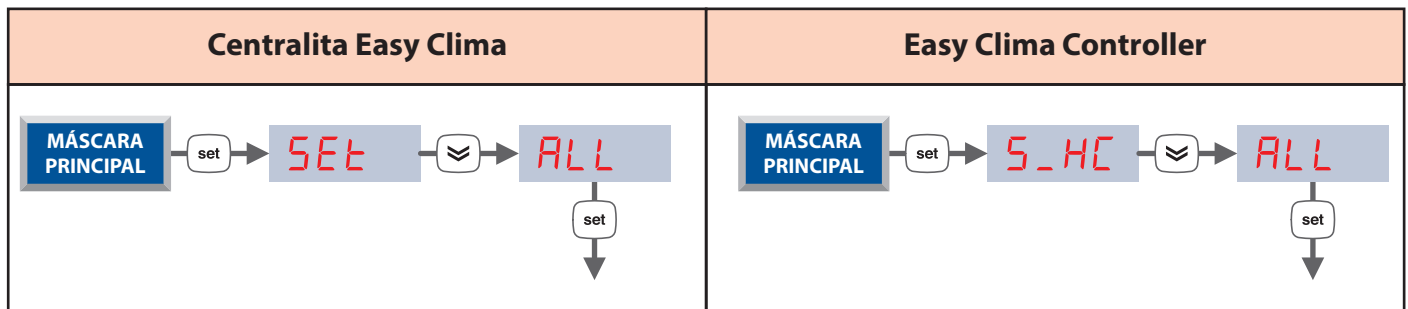 Centralita Easy Clima
Easy Clima Controller
MÁSCARA
PRINCIPAL
set
SEt
ALL
set
MÁSCARA
PRINCIPAL
set
S_HC
ALL
set